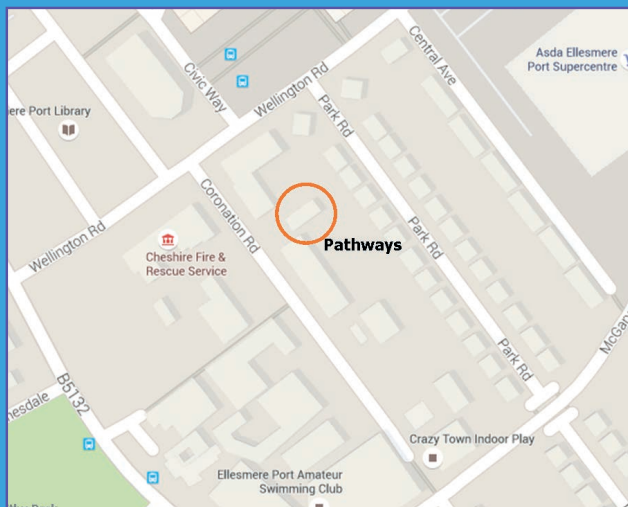 Asda Ellesmere
Port Supercentre
Central Ave
Civic Way
Wellington Rd
Park Rd
ere Port Library
Coronation Rd
Park Rd
Wellington Rd
Pathways
Cheshire Fire &
Rescue Service
Park Rd
B5132
nesdale
Crazy Town Indoor Play
Ellesmere Port Amateur
Swimming Club